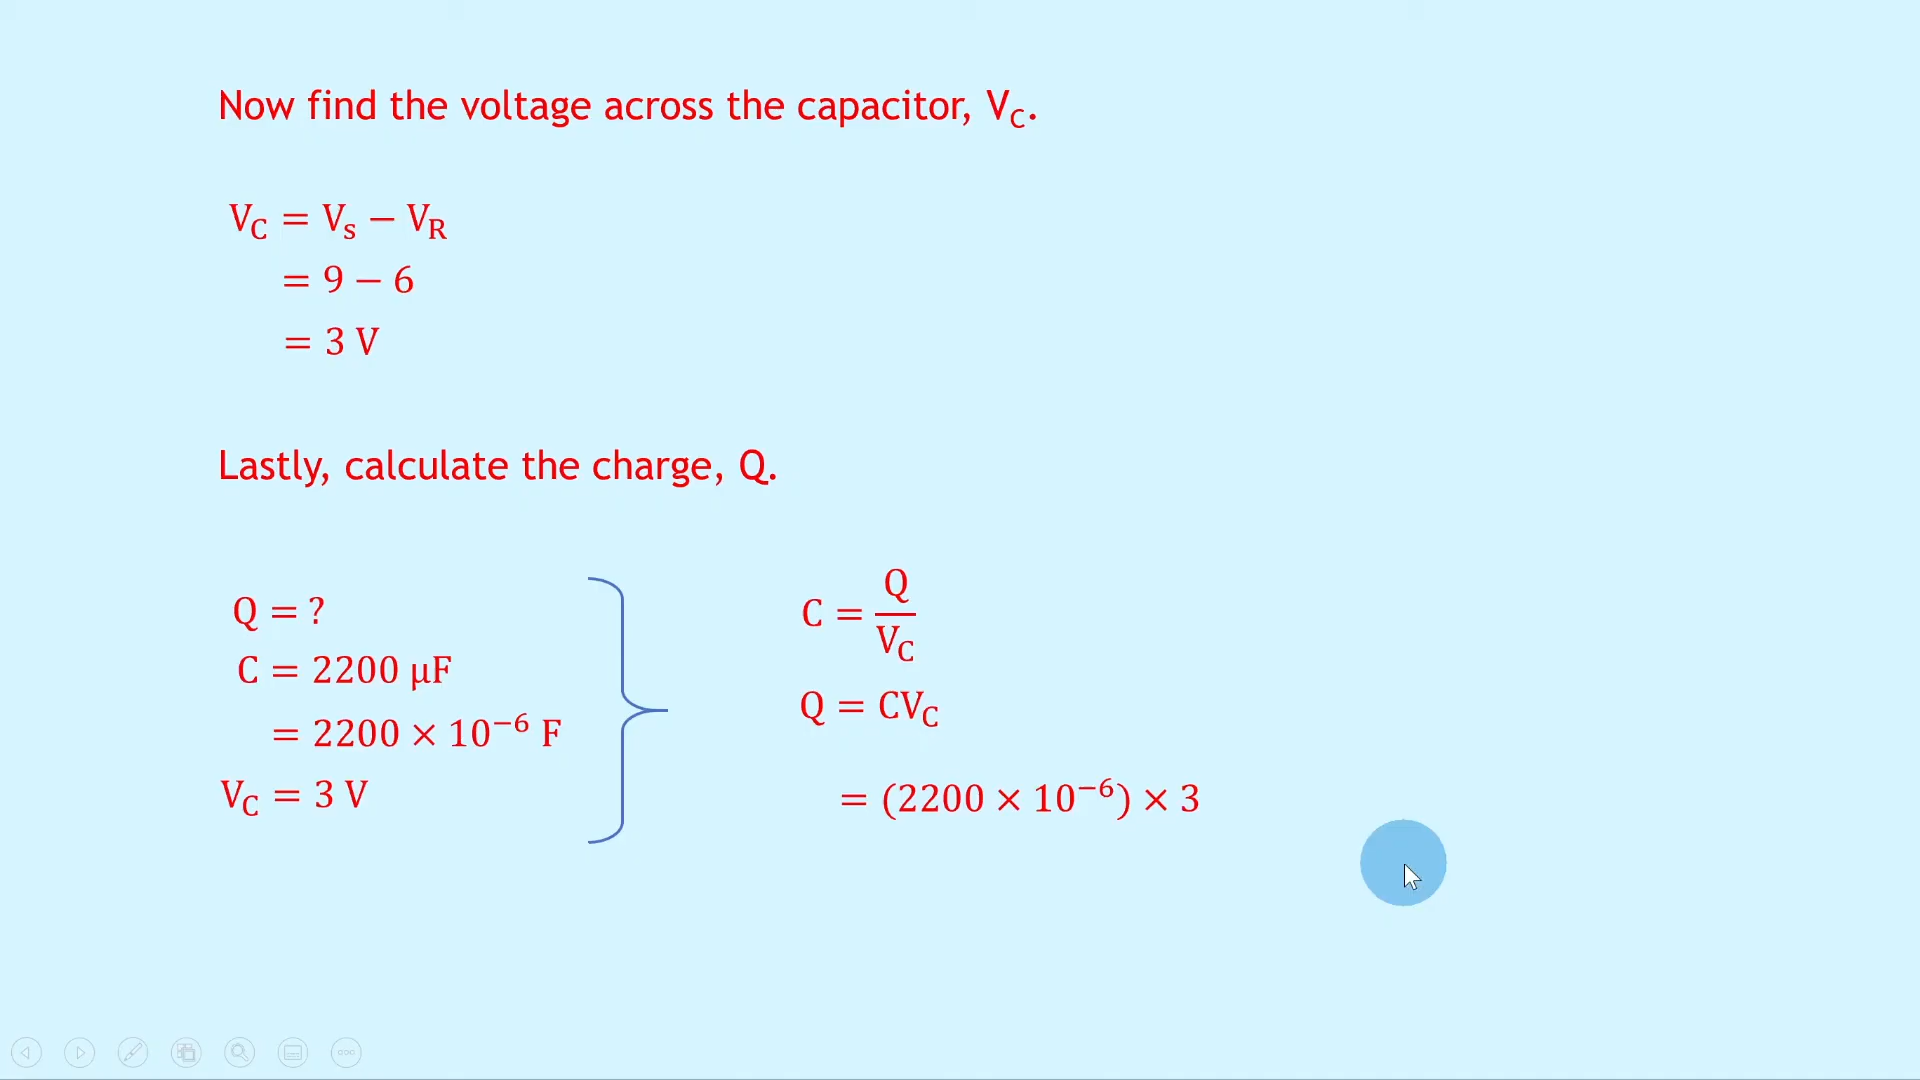 Now find the voltage across the capacitor, V_C.
V_C = V_s − V_R
= 9 − 6
= 3 V
Lastly, calculate the charge, Q.
Q = ?
C = 2200 μF
= 2200 × 10⁻⁶ F
V_C = 3 V
C = Q/V_C
Q = CV_C
= (2200 × 10⁻⁶) × 3